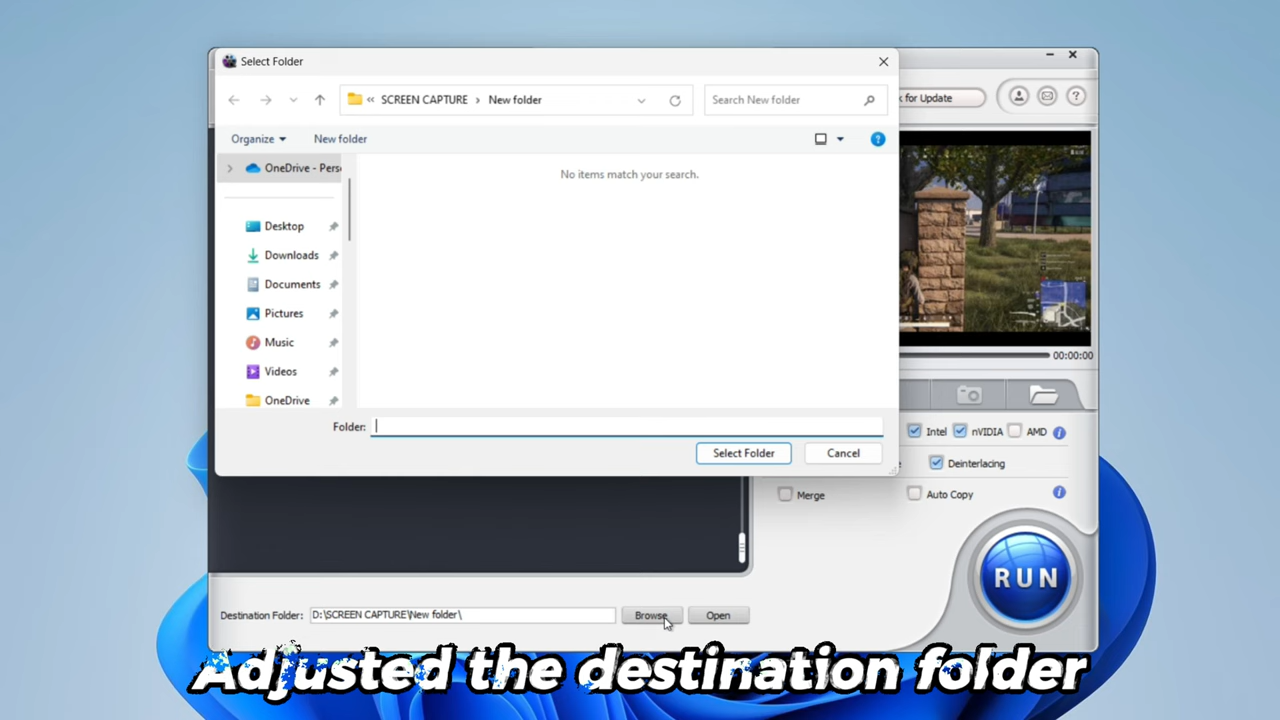 Select Folder
« SCREEN CAPTURE › New folder
Search New folder
k for Update
?
Organize
New folder
?
OneDrive - Pers
No items match your search.
Desktop
Downloads
Documents
Pictures
Music
Videos
OneDrive
00:00:00
Folder:
Intel
nVIDIA
AMD
i
Select Folder
Cancel
e
Deinterlacing
Merge
Auto Copy
i
RUN
Destination Folder:
D:\SCREEN CAPTURE\New folder\
Browse
Open
Adjusted the destination folder